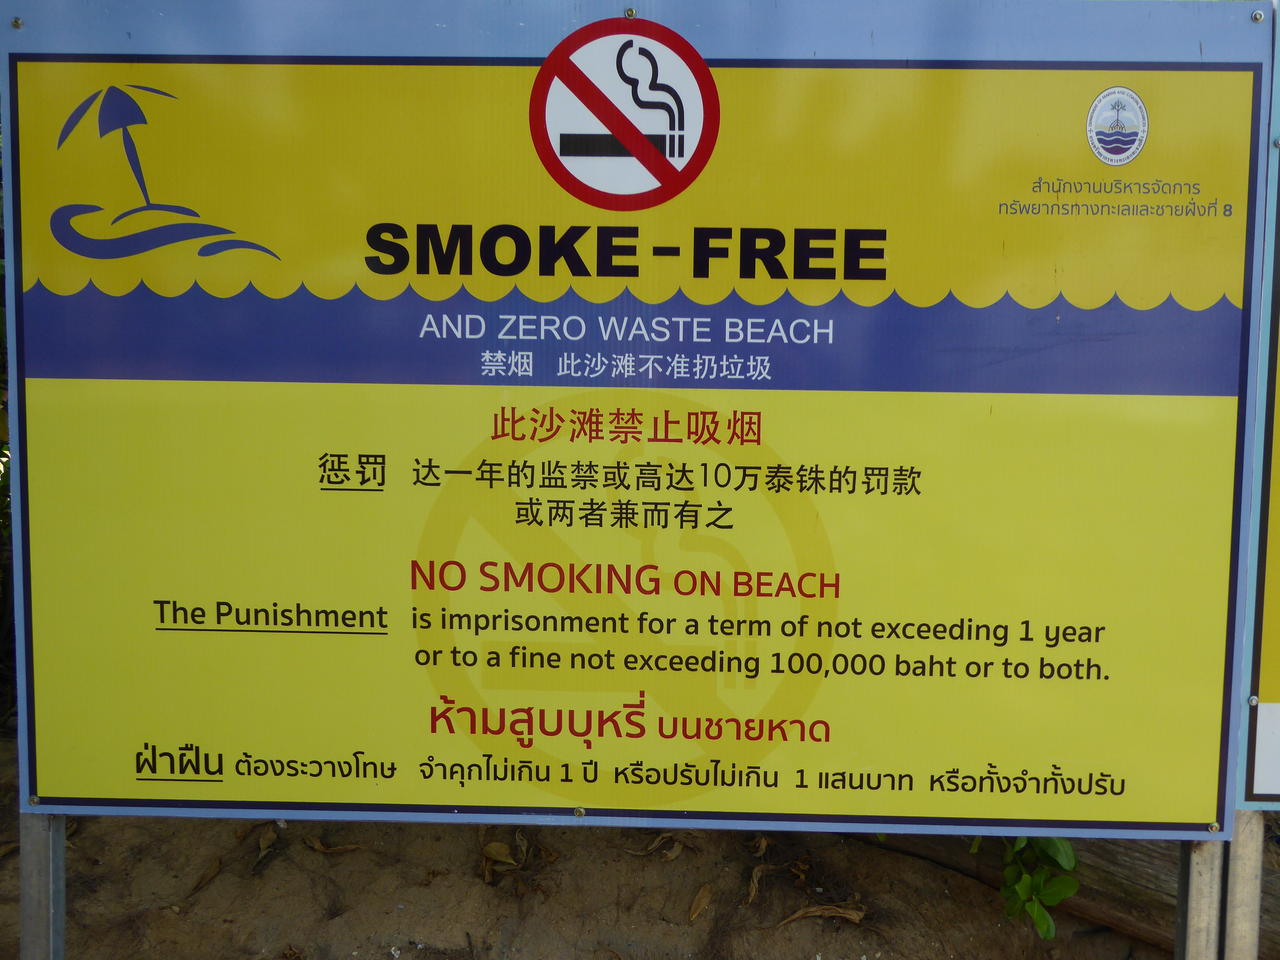 สำนักงานบริหารจัดการ
ทรัพยากรทางทะเลและชายฝั่งที่ 8
SMOKE-FREE
AND ZERO WASTE BEACH
禁烟 此沙滩不准扔垃圾
此沙滩禁止吸烟
惩罚 达一年的监禁或高达10万泰铢的罚款
或两者兼而有之
NO SMOKING ON BEACH
The Punishment is imprisonment for a term of not exceeding 1 year
or to a fine not exceeding 100,000 baht or to both.
ห้ามสูบบุหรี่ บนชายหาด
ฝ่าฝืน ต้องระวางโทษ จำคุกไม่เกิน 1 ปี หรือปรับไม่เกิน 1 แสนบาท หรือทั้งจำทั้งปรับ